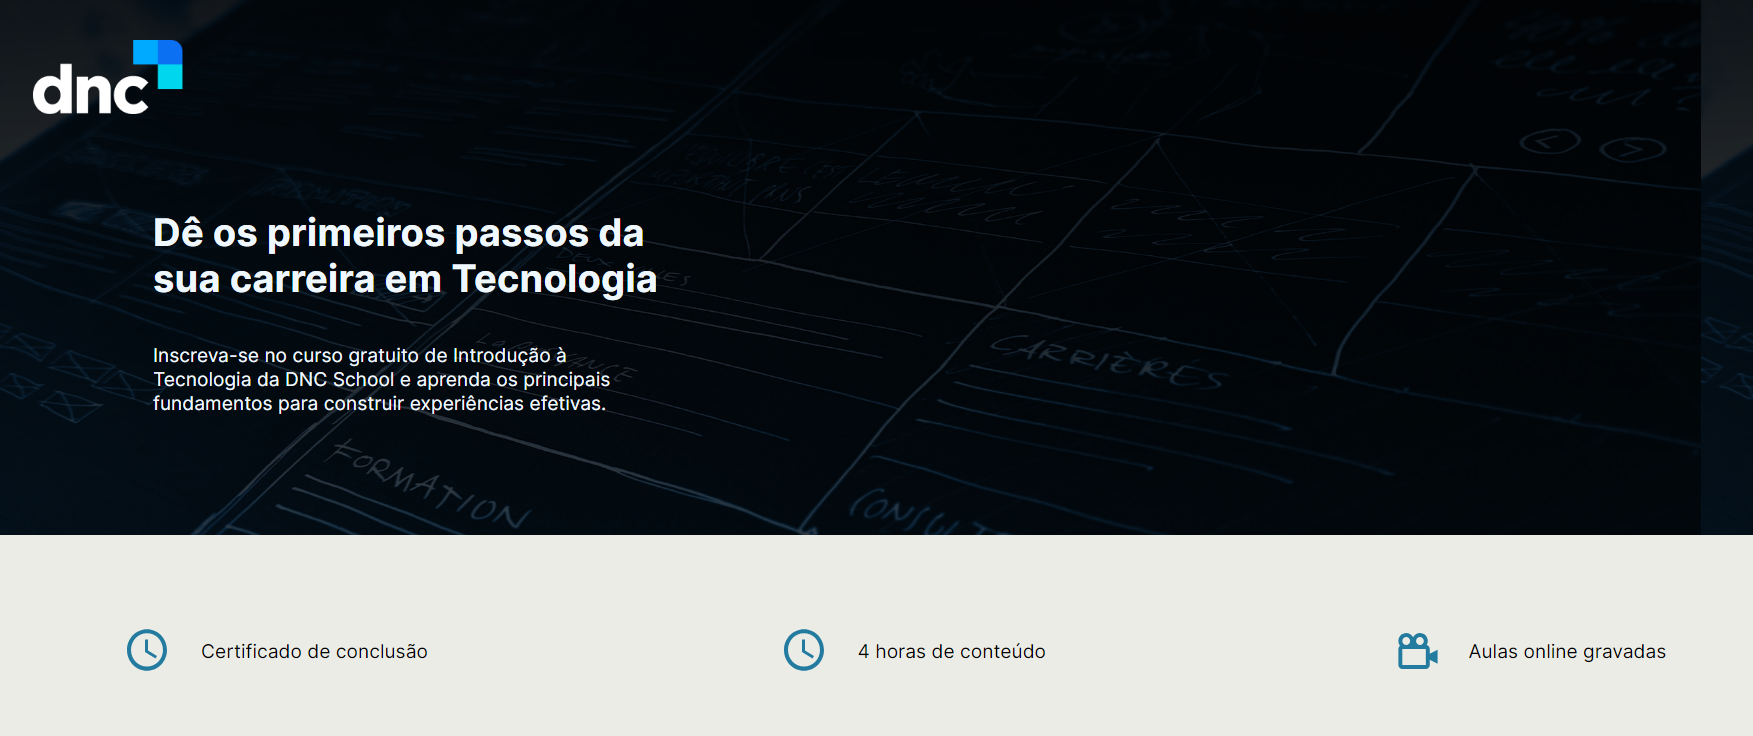 dnc
Dê os primeiros passos da
sua carreira em Tecnologia
Inscreva-se no curso gratuito de Introdução à
Tecnologia da DNC School e aprenda os principais
fundamentos para construir experiências efetivas.
CARRIÈRES
FORMATION
CONSULT
Certificado de conclusão
4 horas de conteúdo
Aulas online gravadas